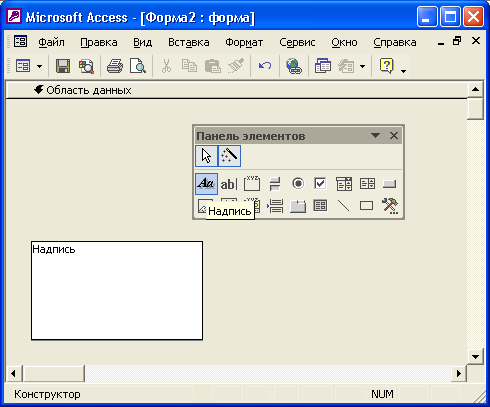 Microsoft Access - [Форма2 : форма]
Файл Правка Вид Вставка Формат Сервис Окно Справка
Область данных
Панель элементов
Aa ab| XYZ
Надпись
Надпись
Конструктор NUM